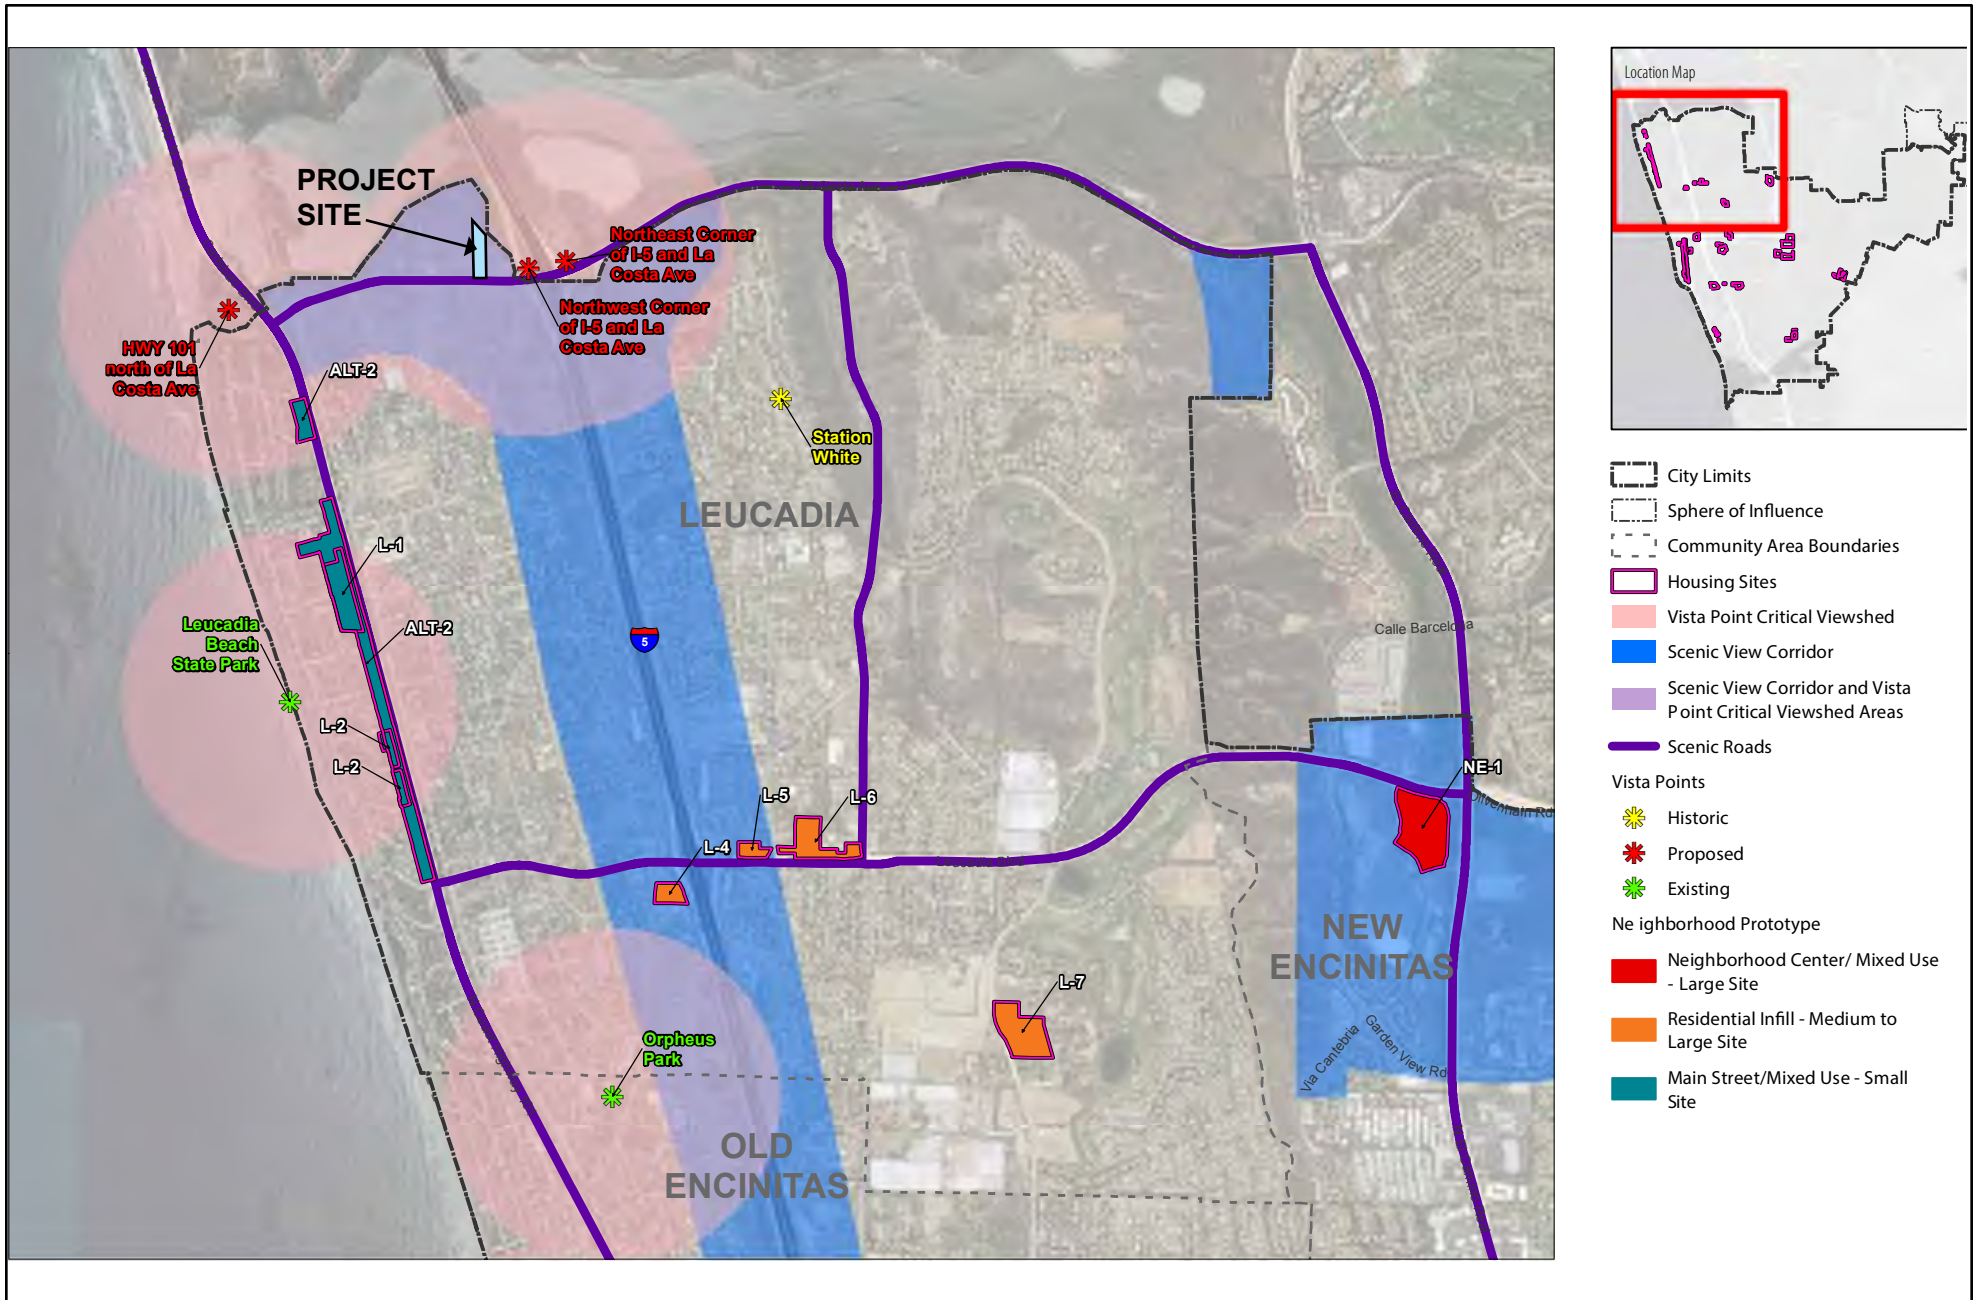 PROJECT
SITE
Northeast Corner
of I-5 and La
Costa Ave
Northwest Corner
of I-5 and La
Costa Ave
HWY 101
north of La
Costa Ave
ALT-2
Station
White
LEUCADIA
L-1
ALT-2
Leucadia
Beach
State Park
5
Calle Barcelona
L-2
L-2
NE-1
Olivenhain Rd
L-5
L-6
L-4
Leucadia Blvd
NEW
ENCINITAS
L-7
Via Cantebria
Garden View Rd
Orpheus
Park
OLD
ENCINITAS
Location Map
City Limits
Sphere of Influence
Community Area Boundaries
Housing Sites
Vista Point Critical Viewshed
Scenic View Corridor
Scenic View Corridor and Vista
Point Critical Viewshed Areas
Scenic Roads
Vista Points
Historic
Proposed
Existing
Ne ighborhood Prototype
Neighborhood Center/ Mixed Use
- Large Site
Residential Infill - Medium to
Large Site
Main Street/Mixed Use - Small
Site